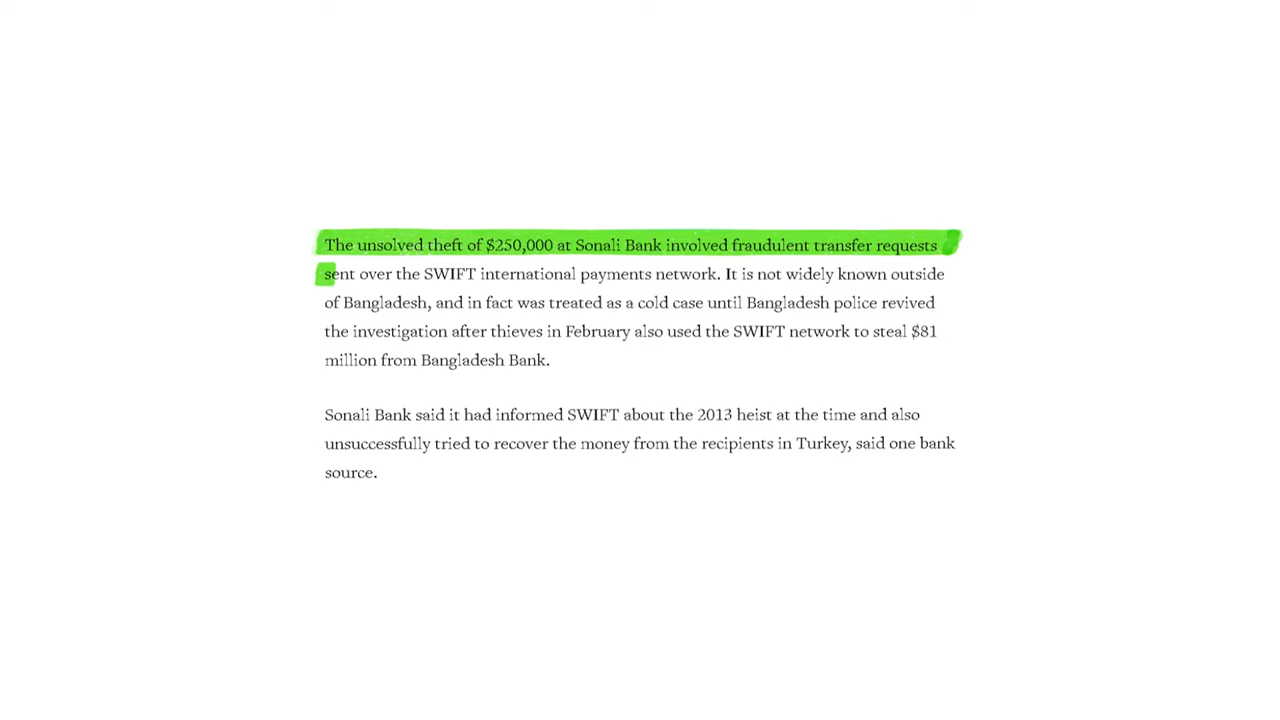 The unsolved theft of $250,000 at Sonali Bank involved fraudulent transfer requests
sent over the SWIFT international payments network. It is not widely known outside
of Bangladesh, and in fact was treated as a cold case until Bangladesh police revived
the investigation after thieves in February also used the SWIFT network to steal $81
million from Bangladesh Bank.
Sonali Bank said it had informed SWIFT about the 2013 heist at the time and also
unsuccessfully tried to recover the money from the recipients in Turkey, said one bank
source.